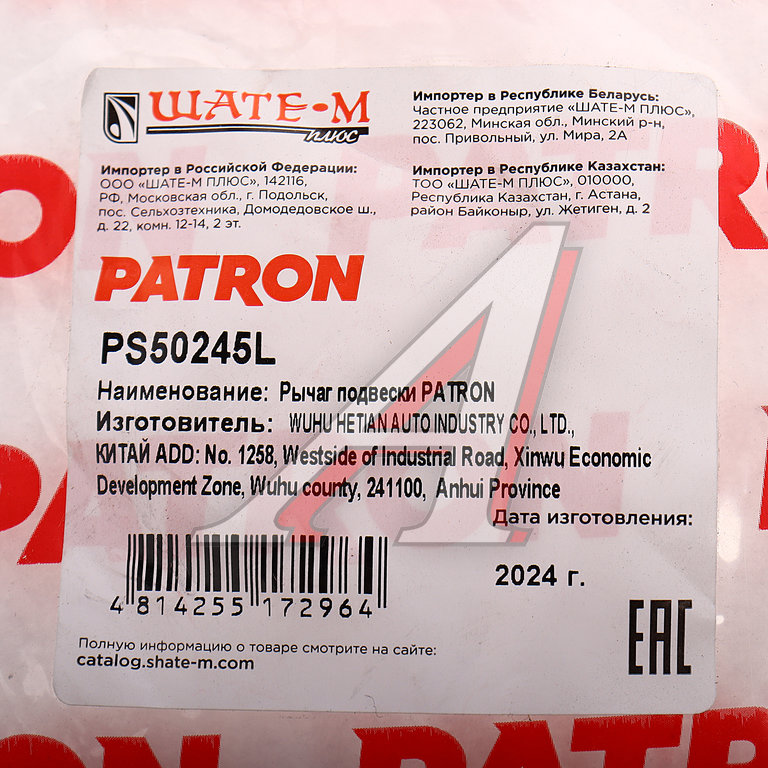 ШАТЕ-М
плюс
Импортер в Российской Федерации:
ООО «ШАТЕ-М ПЛЮС», 142116,
РФ, Московская обл., г. Подольск,
пос. Сельхозтехника, Домодедовское ш.,
д. 22, комн. 12-14, 2 эт.
Импортер в Республике Беларусь:
Частное предприятие «ШАТЕ-М ПЛЮС»,
223062, Минская обл., Минский р-н,
пос. Привольный, ул. Мира, 2А
Импортер в Республике Казахстан:
ТОО «ШАТЕ-М ПЛЮС», 010000,
Республика Казахстан, г. Астана,
район Байконыр, ул. Жетиген, д. 2
PATRON
PS50245L
Наименование: Рычаг подвески PATRON
Изготовитель: WUHU HETIAN AUTO INDUSTRY CO., LTD.,
КИТАЙ ADD: No. 1258, Westside of Industrial Road, Xinwu Economic
Development Zone, Wuhu county, 241100, Anhui Province
Дата изготовления:
2024 г.
4 814255 172964
EAC
Полную информацию о товаре смотрите на сайте:
catalog.shate-m.com
PATRON